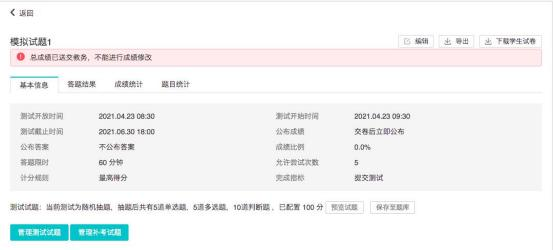 返回
模拟试题1 编辑 导出 下载学生试卷
总成绩已送交教务，不能进行成绩修改
基本信息 答题结果 成绩统计 题目统计
测试开放时间 2021.04.23 08:30 测试开始时间 2021.04.23 09:30
测试截止时间 2021.06.30 18:00 公布成绩 交卷后立即公布
公布答案 不公布答案 成绩比例 0.0%
答题限时 60 分钟 允许尝试次数 5
计分规则 最高得分 完成指标 提交测试
测试试题：当前测试为随机抽题，抽题后共有5道单选题，5道多选题，10道判断题，已配置 100 分 预览试题 保存至题库
管理测试试题 管理补考试题